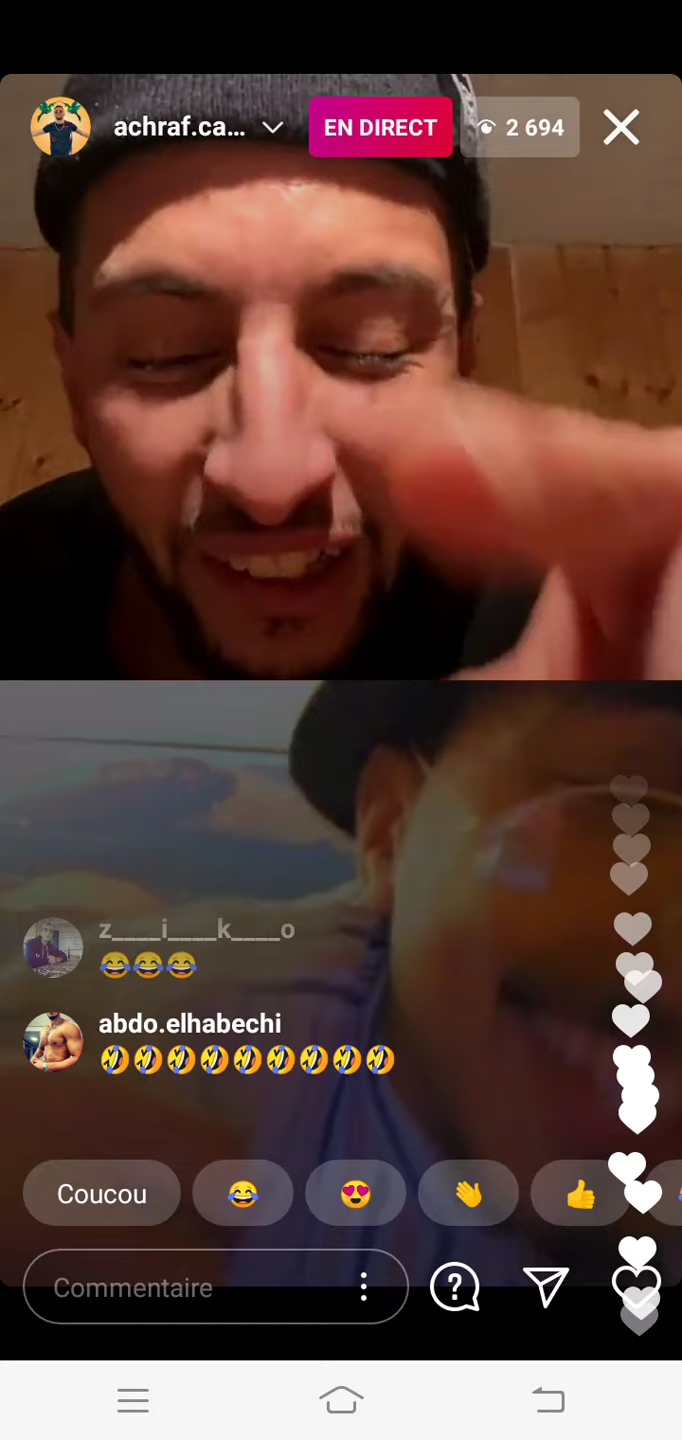 achraf.ca...
EN DIRECT
2 694
z____i____k____o
😂😂😂
abdo.elhabechi
🤣🤣🤣🤣🤣🤣🤣🤣🤣
Coucou 😂 😍 👋 👍
Commentaire